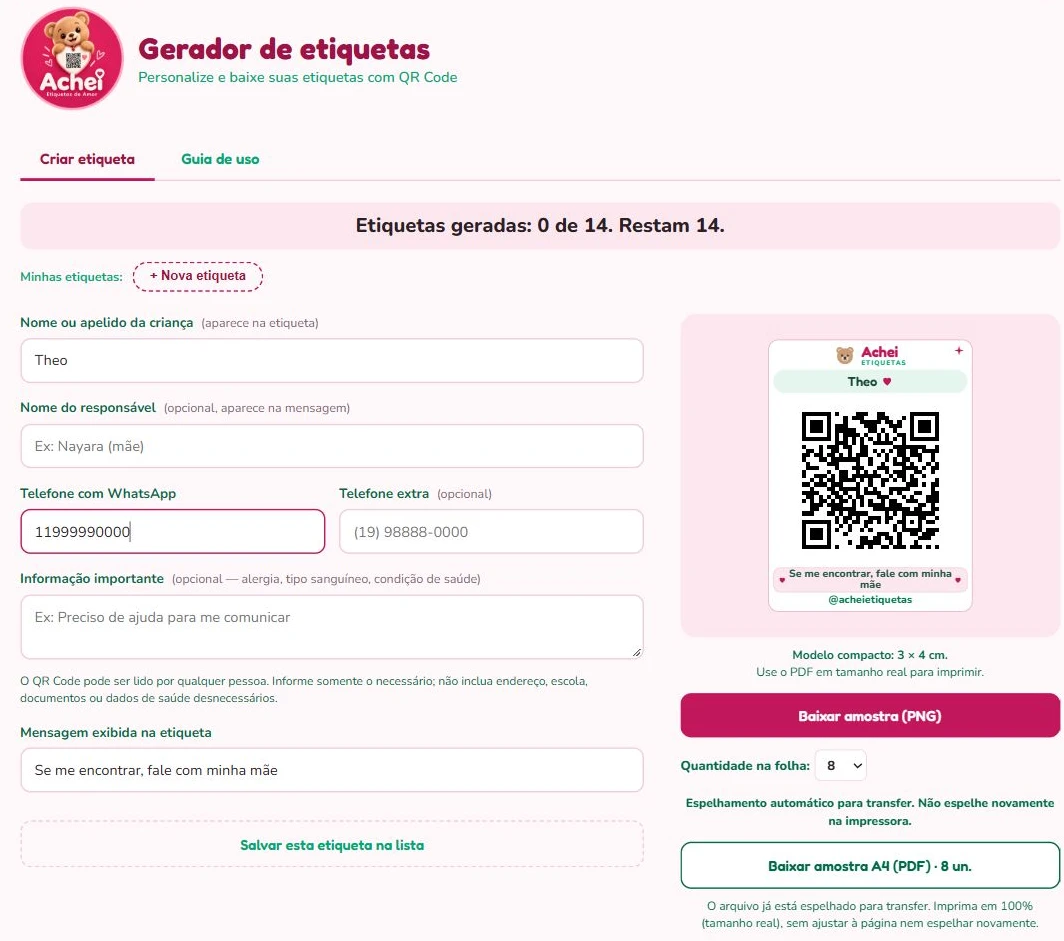 Achei
Etiquetas de Amor
Gerador de etiquetas
Personalize e baixe suas etiquetas com QR Code
Criar etiqueta
Guia de uso
Etiquetas geradas: 0 de 14. Restam 14.
Minhas etiquetas:
+ Nova etiqueta
Nome ou apelido da criança (aparece na etiqueta)
Theo
Nome do responsável (opcional, aparece na mensagem)
Ex: Nayara (mãe)
Telefone com WhatsApp
11999990000
Telefone extra (opcional)
(19) 98888-0000
Informação importante (opcional — alergia, tipo sanguíneo, condição de saúde)
Ex: Preciso de ajuda para me comunicar
O QR Code pode ser lido por qualquer pessoa. Informe somente o necessário; não inclua endereço, escola,
documentos ou dados de saúde desnecessários.
Mensagem exibida na etiqueta
Se me encontrar, fale com minha mãe
Salvar esta etiqueta na lista
Achei
ETIQUETAS
Theo
Se me encontrar, fale com minha
mãe
@acheietiquetas
Modelo compacto: 3 × 4 cm.
Use o PDF em tamanho real para imprimir.
Baixar amostra (PNG)
Quantidade na folha: 8
Espelhamento automático para transfer. Não espelhe novamente
na impressora.
Baixar amostra A4 (PDF) · 8 un.
O arquivo já está espelhado para transfer. Imprima em 100%
(tamanho real), sem ajustar à página nem espelhar novamente.